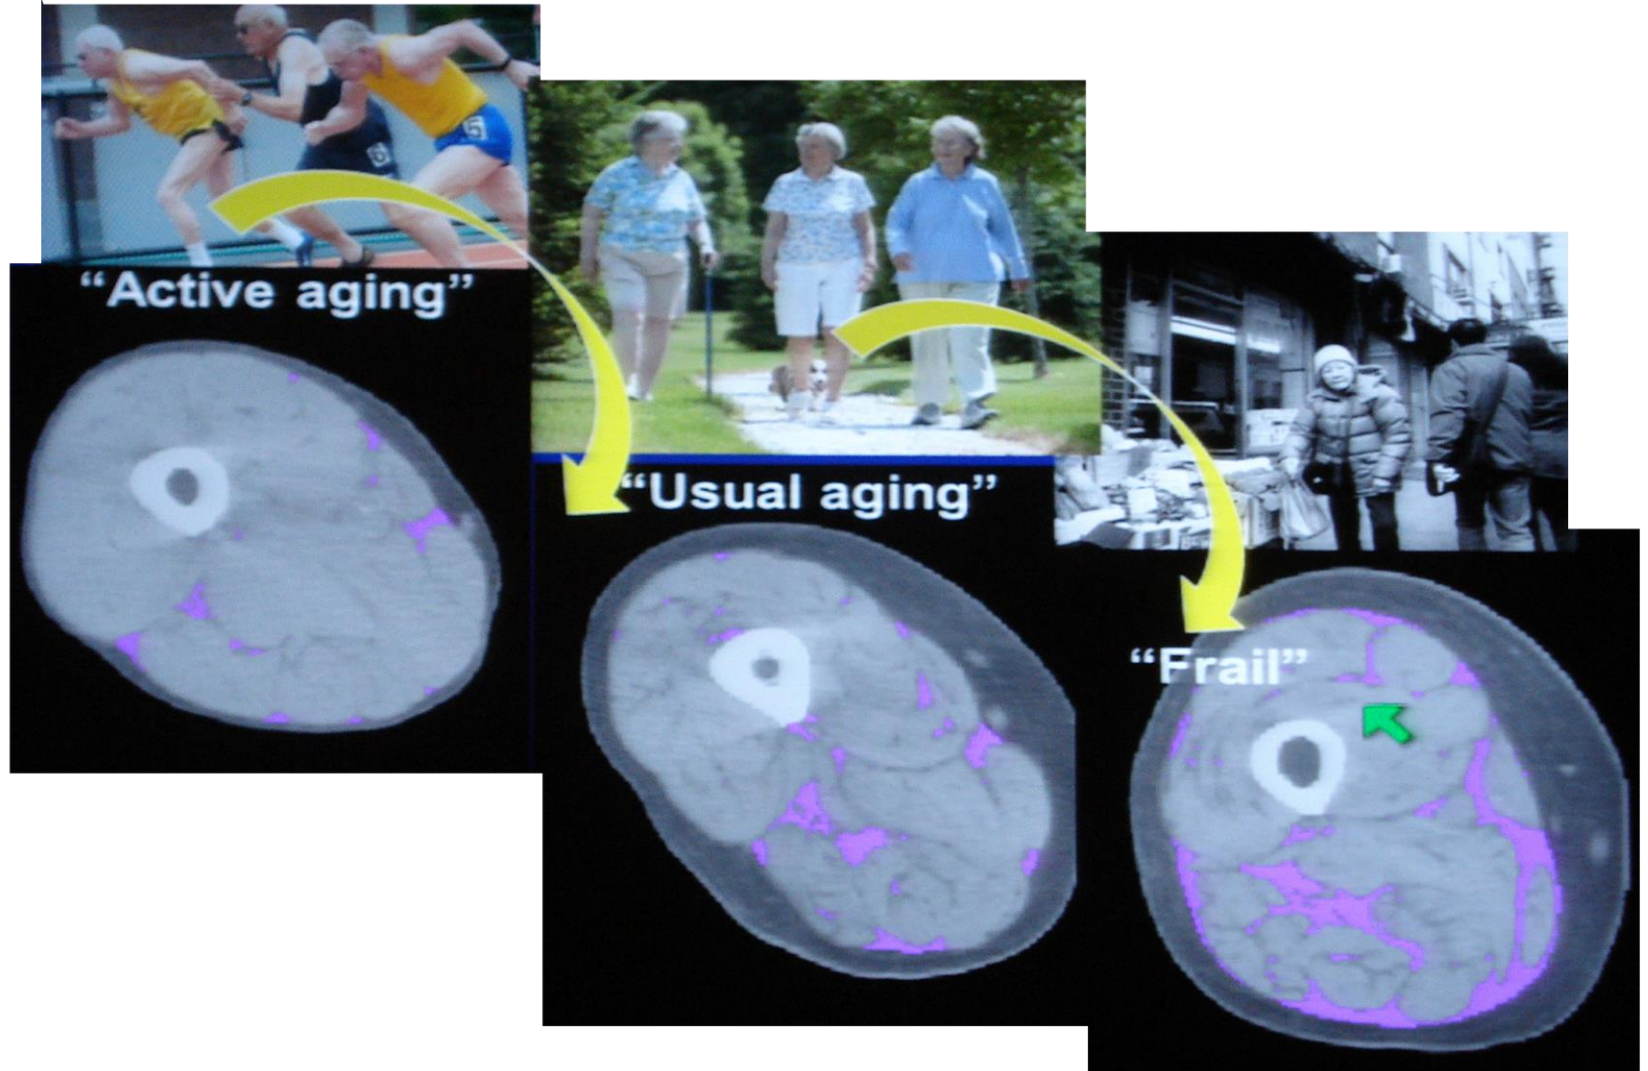 “Active aging”
“Usual aging”
“Frail”